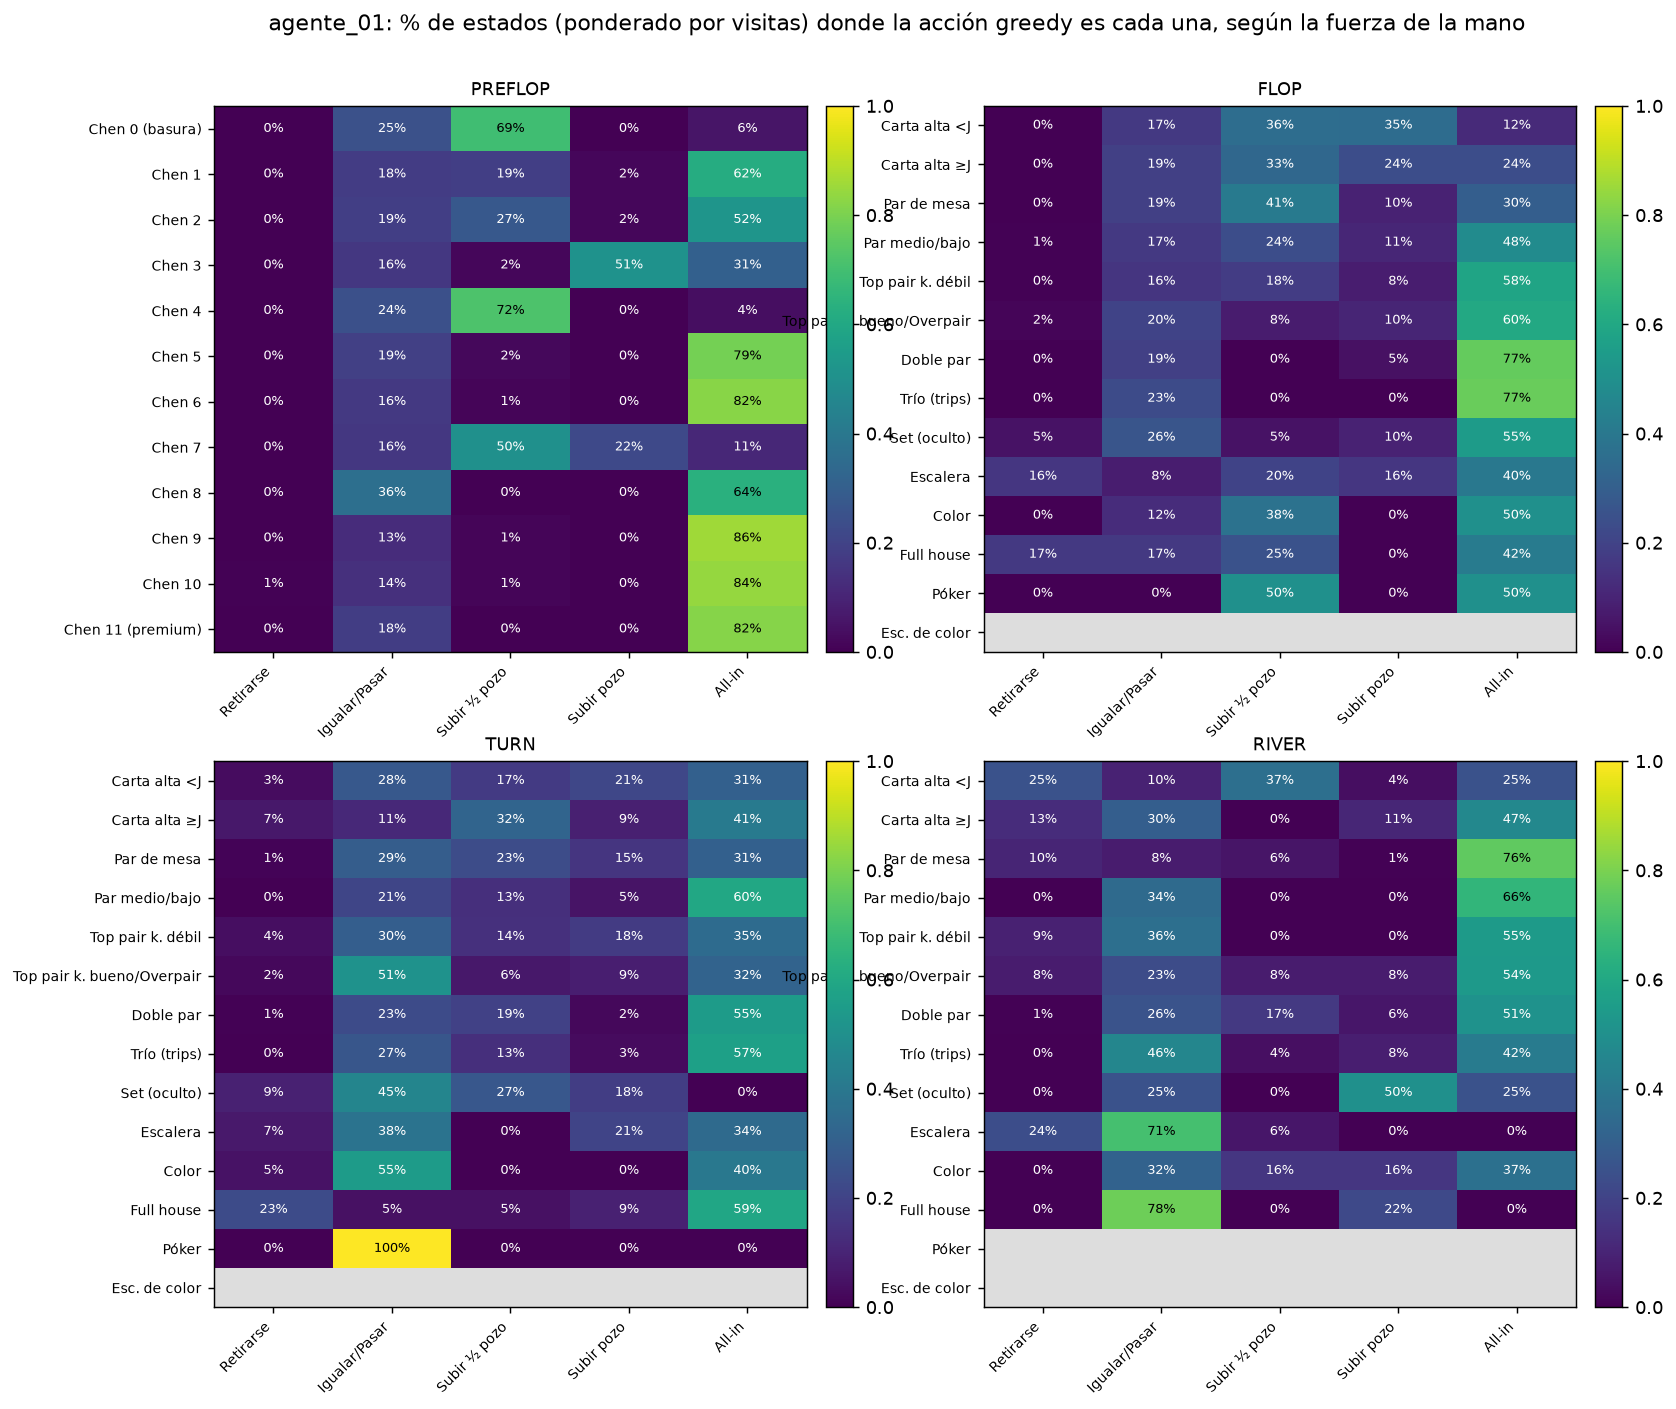 agente_01: % de estados (ponderado por visitas) donde la acción greedy es cada una, según la fuerza de la mano
PREFLOP
Chen 0 (basura) 0% 25% 69% 0% 6%
Chen 1 0% 18% 19% 2% 62%
Chen 2 0% 19% 27% 2% 52%
Chen 3 0% 16% 2% 51% 31%
Chen 4 0% 24% 72% 0% 4%
Chen 5 0% 19% 2% 0% 79%
Chen 6 0% 16% 1% 0% 82%
Chen 7 0% 16% 50% 22% 11%
Chen 8 0% 36% 0% 0% 64%
Chen 9 0% 13% 1% 0% 86%
Chen 10 1% 14% 1% 0% 84%
Chen 11 (premium) 0% 18% 0% 0% 82%
Retirarse Igualar/Pasar Subir ½ pozo Subir pozo All-in
1.0
0.8
0.6
0.4
0.2
0.0
FLOP
Carta alta <J 0% 17% 36% 35% 12%
Carta alta ≥J 0% 19% 33% 24% 24%
Par de mesa 0% 19% 41% 10% 30%
Par medio/bajo 1% 17% 24% 11% 48%
Top pair k. débil 0% 16% 18% 8% 58%
Top pa bueno/Overpair 2% 20% 8% 10% 60%
Doble par 0% 19% 0% 5% 77%
Trío (trips) 0% 23% 0% 0% 77%
Set (oculto) 5% 26% 5% 10% 55%
Escalera 16% 8% 20% 16% 40%
Color 0% 12% 38% 0% 50%
Full house 17% 17% 25% 0% 42%
Póker 0% 0% 50% 0% 50%
Esc. de color
Retirarse Igualar/Pasar Subir ½ pozo Subir pozo All-in
1.0
0.8
0.6
0.4
0.2
0.0
TURN
Carta alta <J 3% 28% 17% 21% 31%
Carta alta ≥J 7% 11% 32% 9% 41%
Par de mesa 1% 29% 23% 15% 31%
Par medio/bajo 0% 21% 13% 5% 60%
Top pair k. débil 4% 30% 14% 18% 35%
Top pair k. bueno/Overpair 2% 51% 6% 9% 32%
Doble par 1% 23% 19% 2% 55%
Trío (trips) 0% 27% 13% 3% 57%
Set (oculto) 9% 45% 27% 18% 0%
Escalera 7% 38% 0% 21% 34%
Color 5% 55% 0% 0% 40%
Full house 23% 5% 5% 9% 59%
Póker 0% 100% 0% 0% 0%
Esc. de color
Retirarse Igualar/Pasar Subir ½ pozo Subir pozo All-in
1.0
0.8
0.6
0.4
0.2
0.0
RIVER
Carta alta <J 25% 10% 37% 4% 25%
Carta alta ≥J 13% 30% 0% 11% 47%
Par de mesa 10% 8% 6% 1% 76%
Par medio/bajo 0% 34% 0% 0% 66%
Top pair k. débil 9% 36% 0% 0% 55%
Top pa bueno/Overpair 8% 23% 8% 8% 54%
Doble par 1% 26% 17% 6% 51%
Trío (trips) 0% 46% 4% 8% 42%
Set (oculto) 0% 25% 0% 50% 25%
Escalera 24% 71% 6% 0% 0%
Color 0% 32% 16% 16% 37%
Full house 0% 78% 0% 22% 0%
Póker
Esc. de color
Retirarse Igualar/Pasar Subir ½ pozo Subir pozo All-in
1.0
0.8
0.6
0.4
0.2
0.0